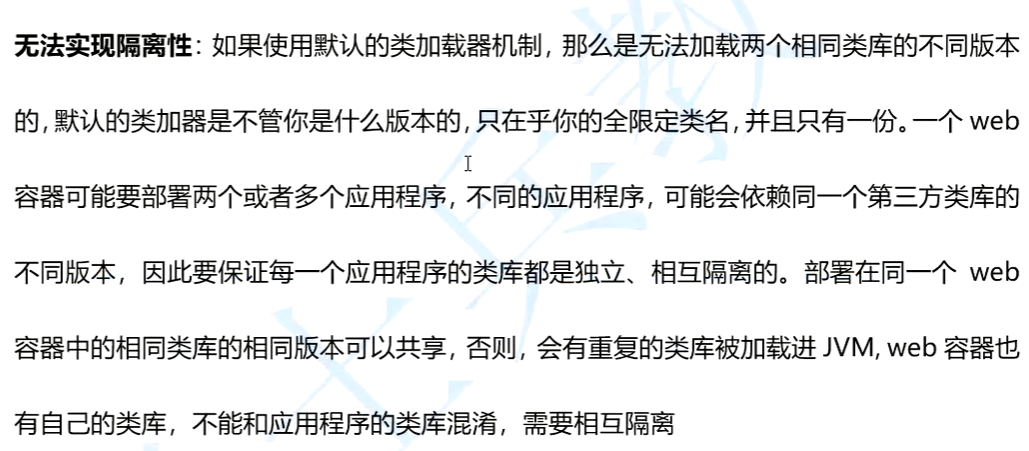 无法实现隔离性：如果使用默认的类加载器机制，那么是无法加载两个相同类库的不同版本
的，默认的类加器是不管你是什么版本的，只在乎你的全限定类名，并且只有一份。一个 web
容器可能要部署两个或者多个应用程序，不同的应用程序，可能会依赖同一个第三方类库的
不同版本，因此要保证每一个应用程序的类库都是独立、相互隔离的。部署在同一个 web
容器中的相同类库的相同版本可以共享，否则，会有重复的类库被加载进 JVM, web 容器也
有自己的类库，不能和应用程序的类库混淆，需要相互隔离